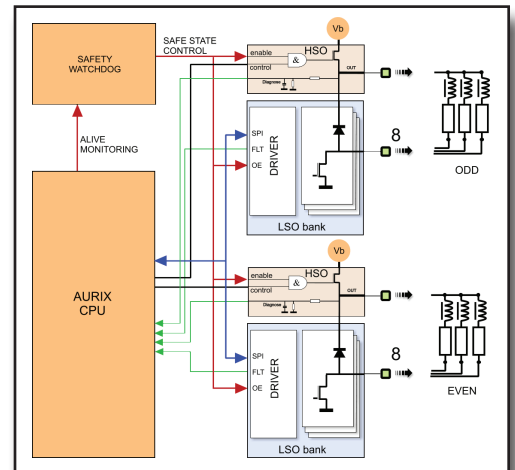 SAFETY
WATCHDOG
SAFE STATE
CONTROL
Vb
enable
HSO
&
control
OUT
Diagnose
8
ODD
SPI
FLT
OE
DRIVER
LSO bank
ALIVE
MONITORING
AURIX
CPU
Vb
enable
HSO
&
control
OUT
Diagnose
8
EVEN
SPI
FLT
OE
DRIVER
LSO bank